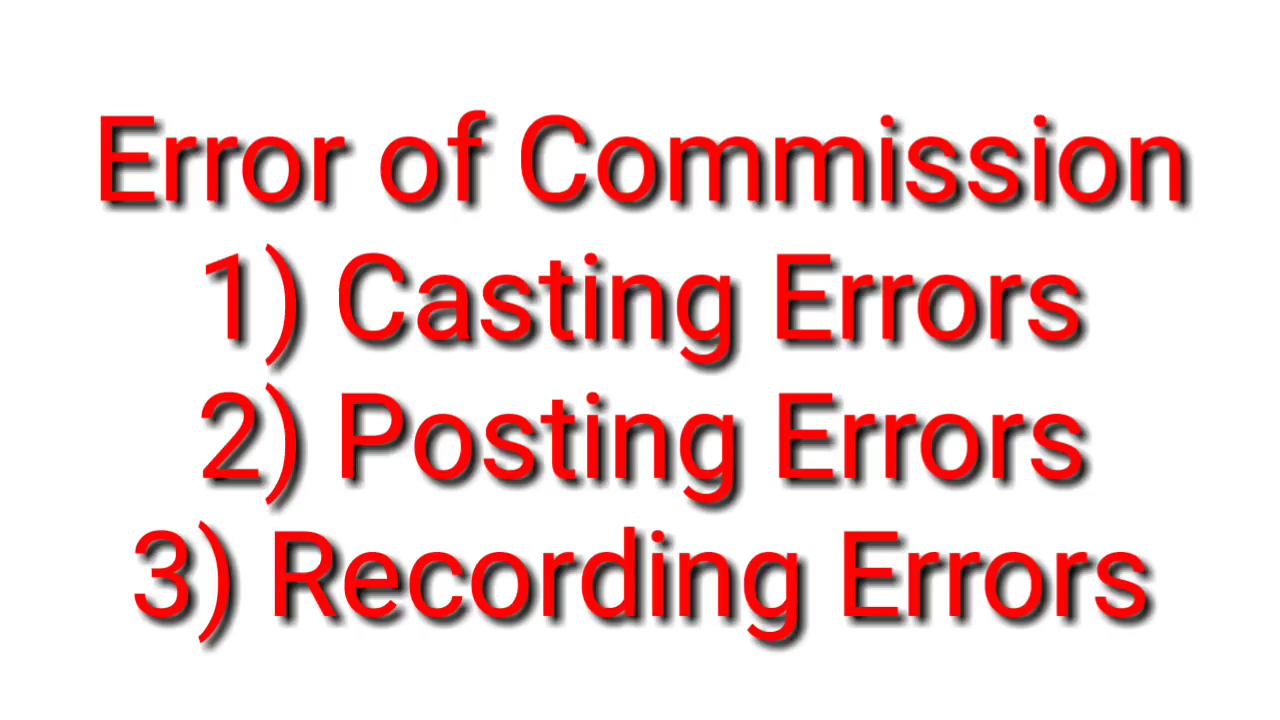 Error of Commission
1) Casting Errors
2) Posting Errors
3) Recording Errors